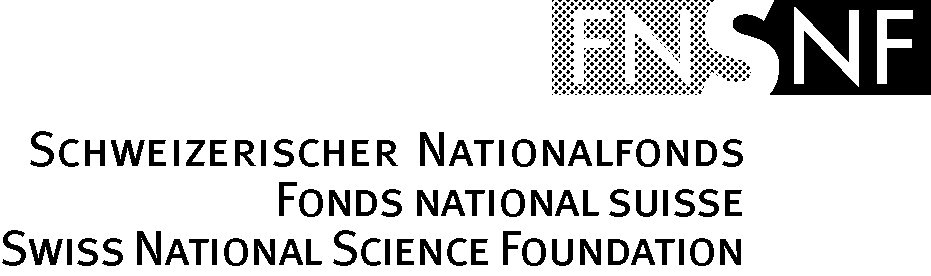 FNSNF
SCHWEIZERISCHER NATIONALFONDS
FONDS NATIONAL SUISSE
SWISS NATIONAL SCIENCE FOUNDATION